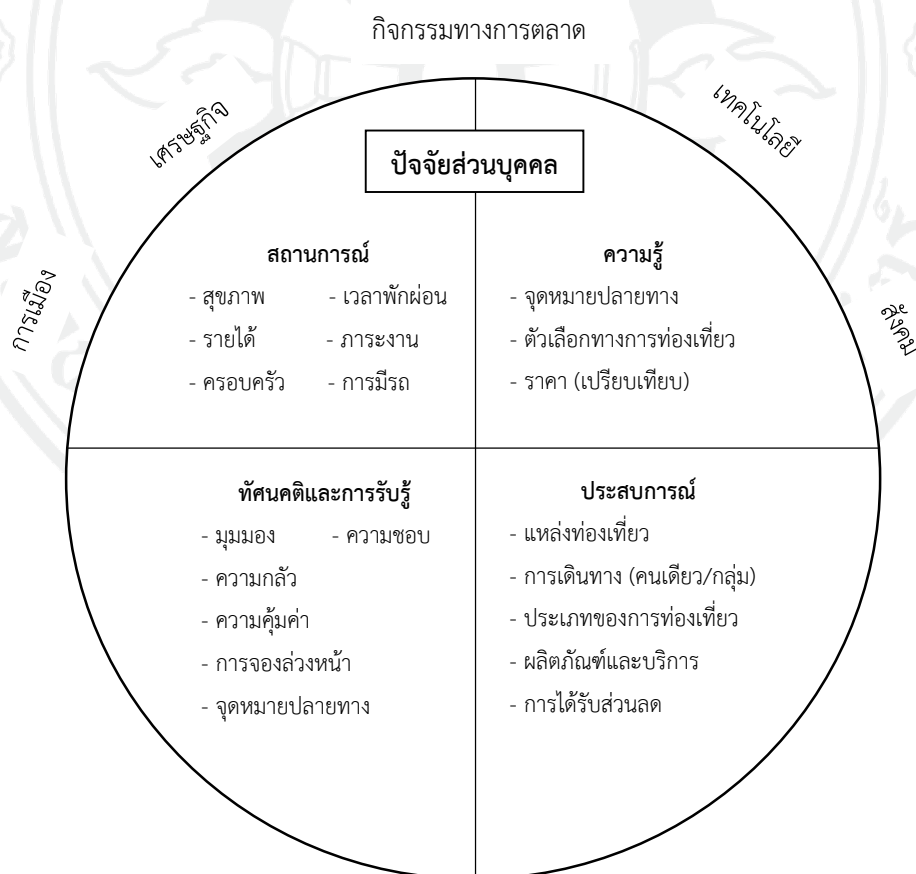 กิจกรรมทางการตลาด
เศรษฐกิจ
เทคโนโลยี
การเมือง
สังคม
ปัจจัยส่วนบุคคล
สถานการณ์
- สุขภาพ - เวลาพักผ่อน
- รายได้ - ภาระงาน
- ครอบครัว - การมีรถ
ความรู้
- จุดหมายปลายทาง
- ตัวเลือกทางการท่องเที่ยว
- ราคา (เปรียบเทียบ)
ทัศนคติและการรับรู้
- มุมมอง - ความชอบ
- ความกลัว
- ความคุ้มค่า
- การจองล่วงหน้า
- จุดหมายปลายทาง
ประสบการณ์
- แหล่งท่องเที่ยว
- การเดินทาง (คนเดียว/กลุ่ม)
- ประเภทของการท่องเที่ยว
- ผลิตภัณฑ์และบริการ
- การได้รับส่วนลด